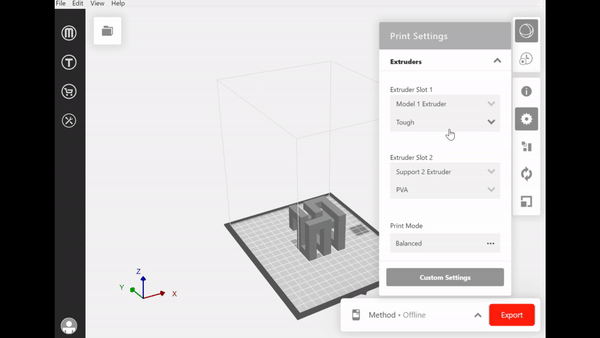 File Edit View Help
Print Settings
Extruders
Extruder Slot 1
Model 1 Extruder
Tough
Extruder Slot 2
Support 2 Extruder
PVA
Print Mode
Balanced
Custom Settings
Z
Y
X
Method • Offline
Export